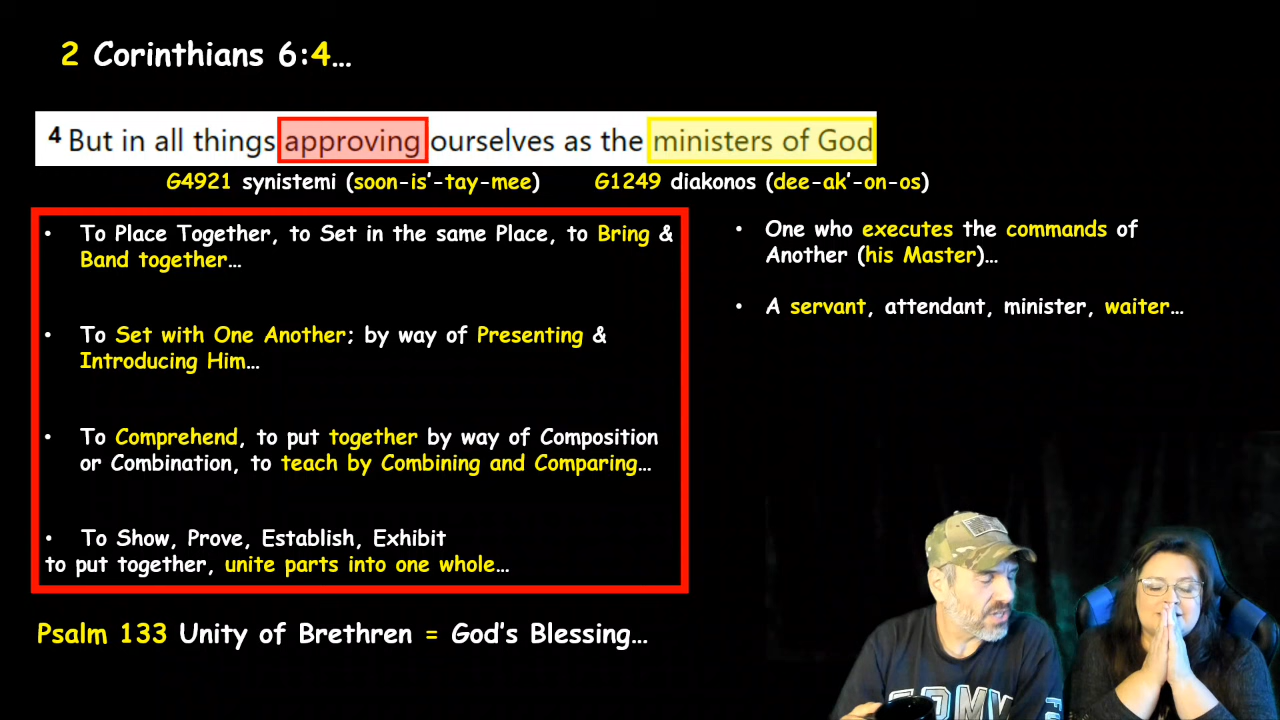 2 Corinthians 6:4…
4 But in all things approving ourselves as the ministers of God
G4921 synistemi (soon-is’-tay-mee) G1249 diakonos (dee-ak’-on-os)
• To Place Together, to Set in the same Place, to Bring &
Band together…
• To Set with One Another; by way of Presenting &
Introducing Him…
• To Comprehend, to put together by way of Composition
or Combination, to teach by Combining and Comparing…
• To Show, Prove, Establish, Exhibit
to put together, unite parts into one whole…
• One who executes the commands of
Another (his Master)…
• A servant, attendant, minister, waiter…
Psalm 133 Unity of Brethren = God’s Blessing…